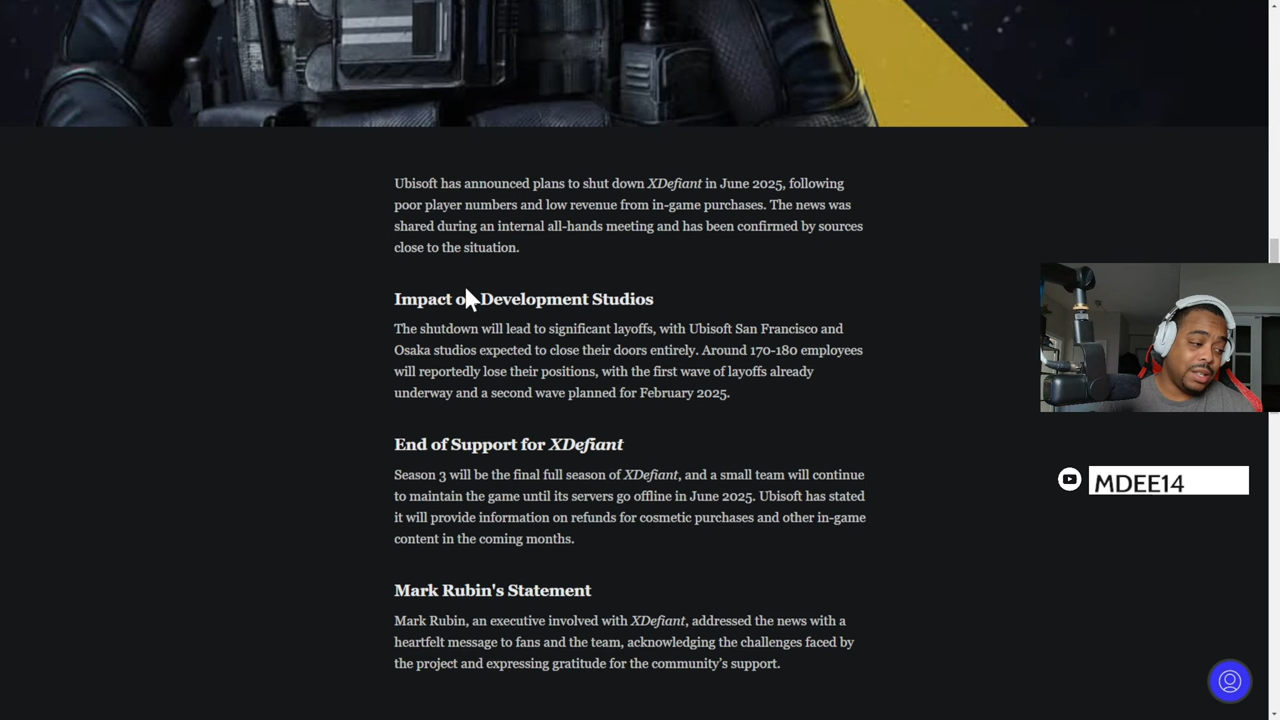 Ubisoft has announced plans to shut down XDefiant in June 2025, following
poor player numbers and low revenue from in-game purchases. The news was
shared during an internal all-hands meeting and has been confirmed by sources
close to the situation.
Impact on Development Studios
The shutdown will lead to significant layoffs, with Ubisoft San Francisco and
Osaka studios expected to close their doors entirely. Around 170-180 employees
will reportedly lose their positions, with the first wave of layoffs already
underway and a second wave planned for February 2025.
End of Support for XDefiant
Season 3 will be the final full season of XDefiant, and a small team will continue
to maintain the game until its servers go offline in June 2025. Ubisoft has stated
it will provide information on refunds for cosmetic purchases and other in-game
content in the coming months.
MDEE14
Mark Rubin's Statement
Mark Rubin, an executive involved with XDefiant, addressed the news with a
heartfelt message to fans and the team, acknowledging the challenges faced by
the project and expressing gratitude for the community's support.